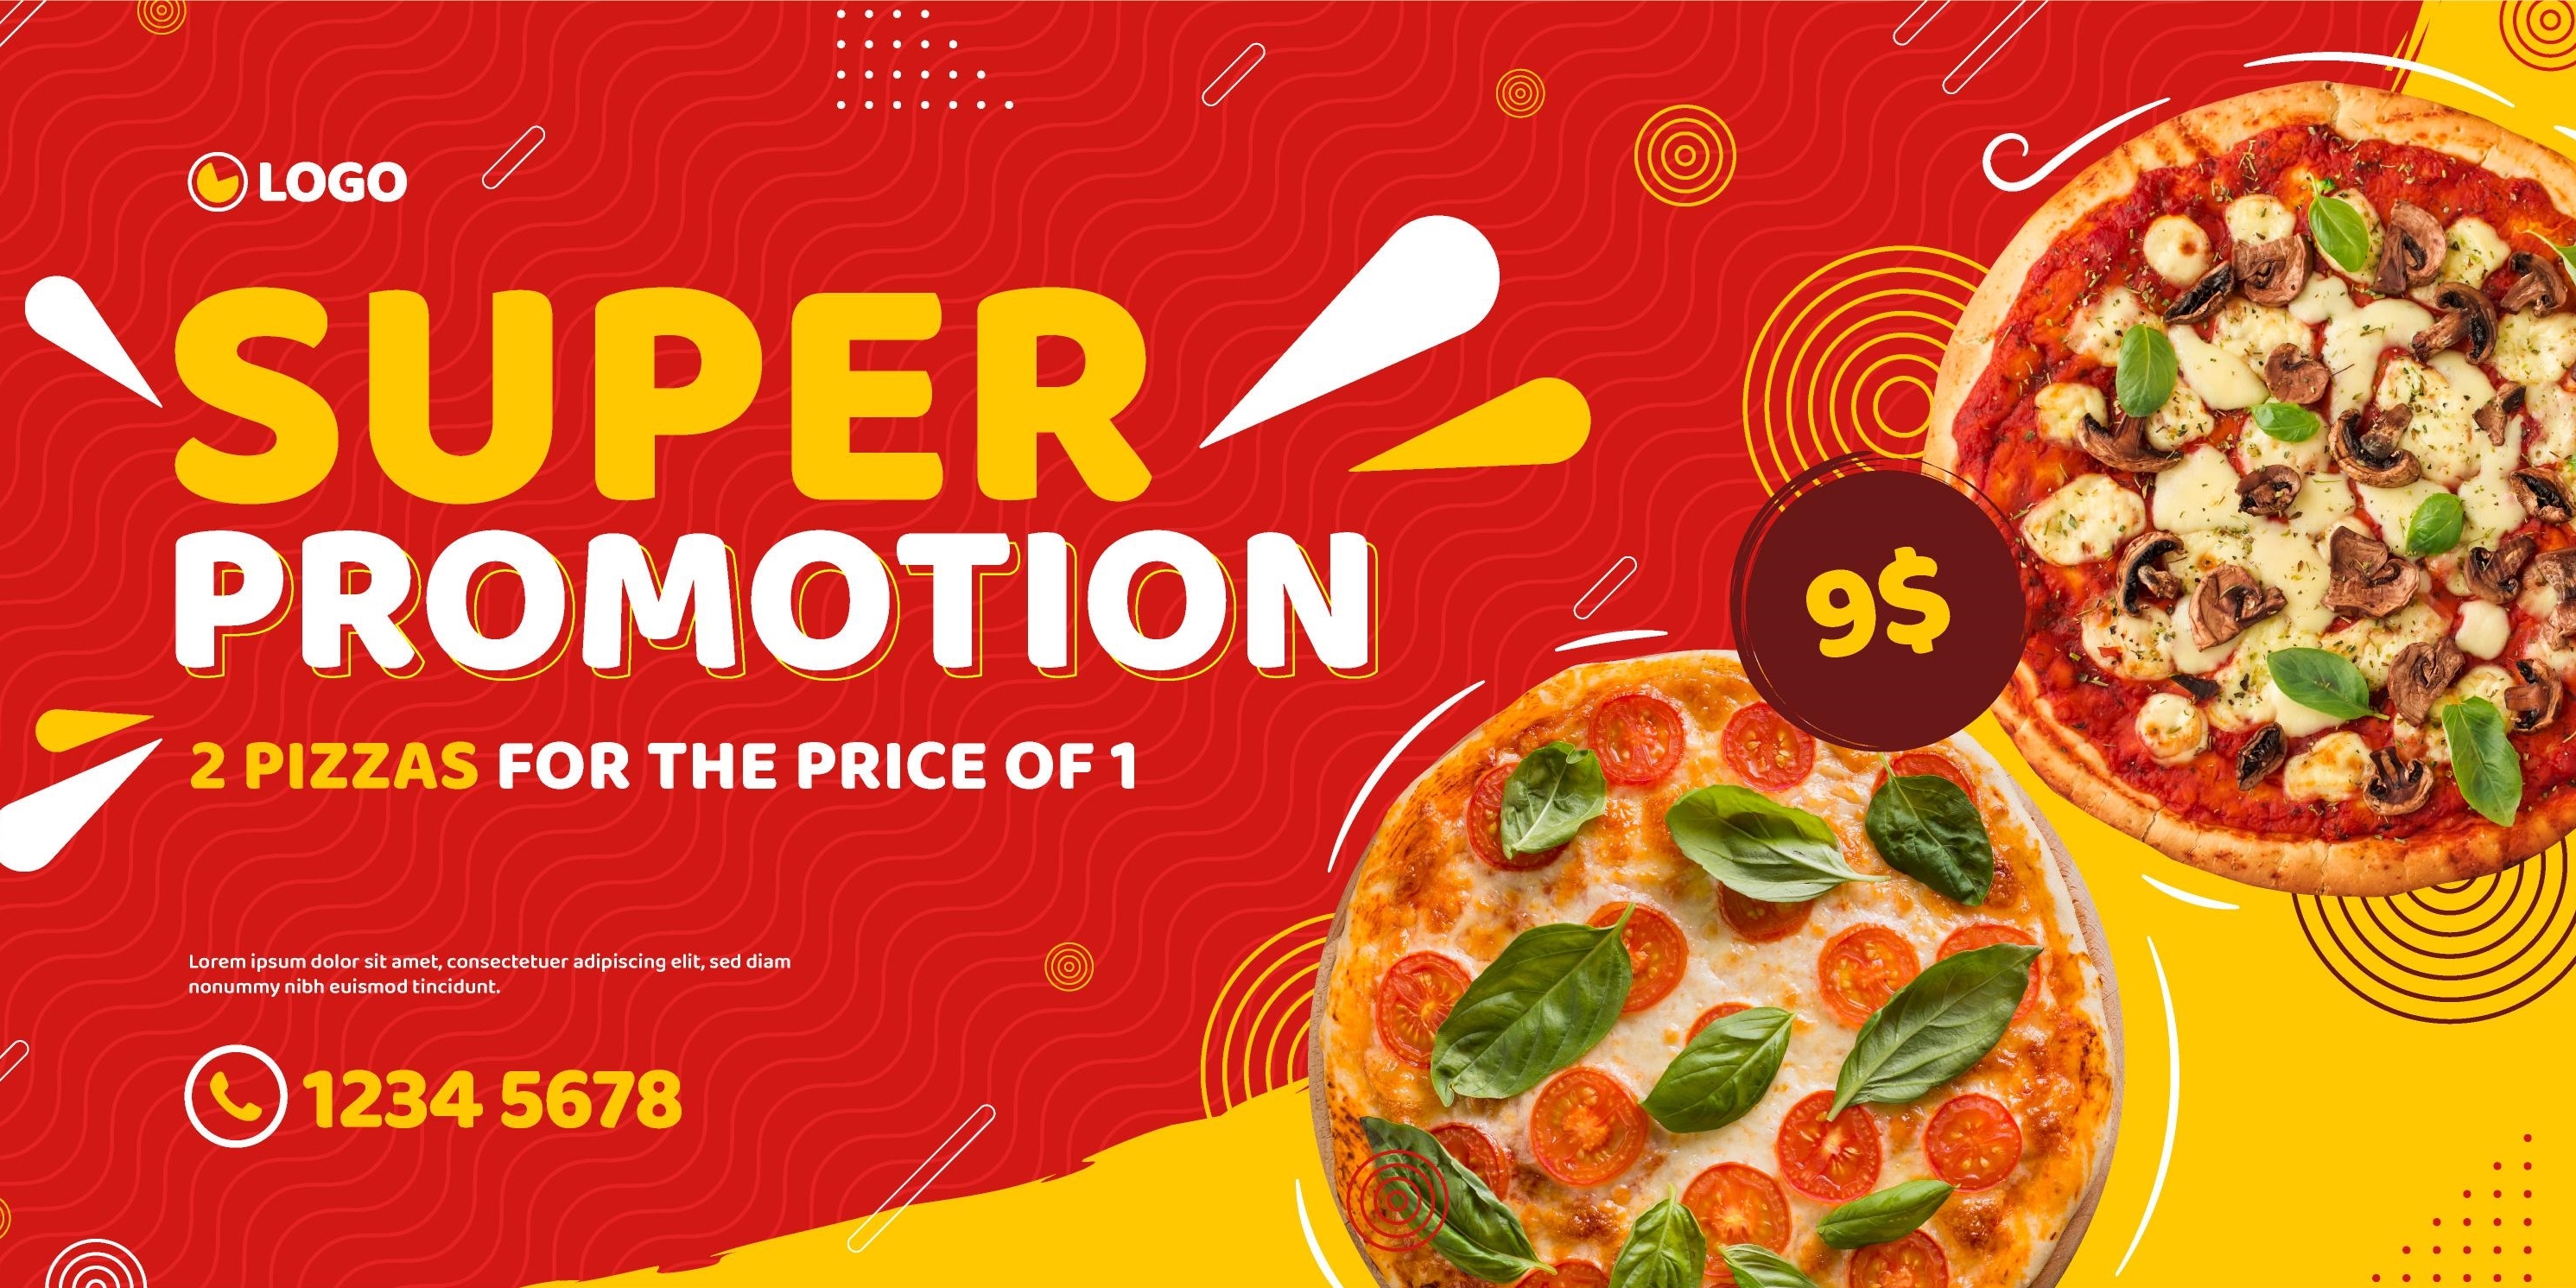 LOGO
SUPER
PROMOTION
2 PIZZAS FOR THE PRICE OF 1
9$
Lorem ipsum dolor sit amet, consectetuer adipiscing elit, sed diam
nonummy nibh euismod tincidunt.
1234 5678